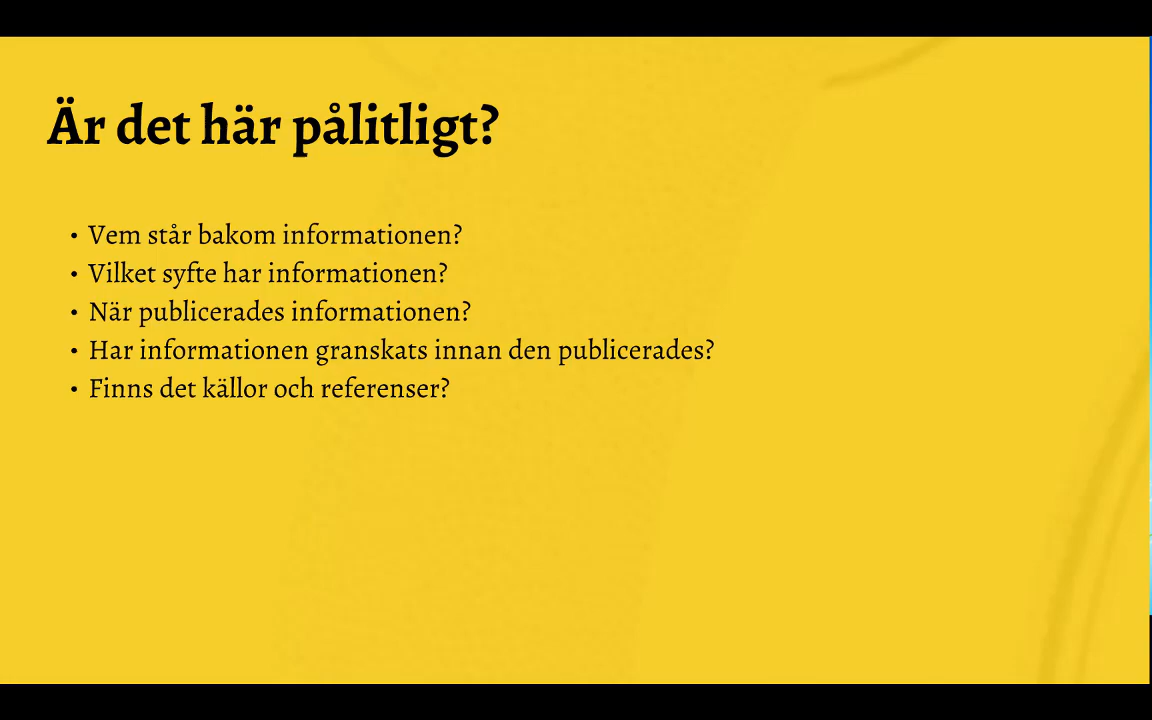 Är det här pålitligt?
• Vem står bakom informationen?
• Vilket syfte har informationen?
• När publicerades informationen?
• Har informationen granskats innan den publicerades?
• Finns det källor och referenser?